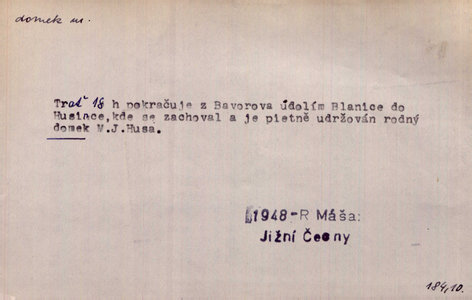 domek m.
Trať 18 h pokračuje z Bavorova údolím Blanice do
Husince,kde se zachoval a je pietně udržován rodný
domek M.J.Husa.
1948-R Máša:
Jižní Čechy
184,10.